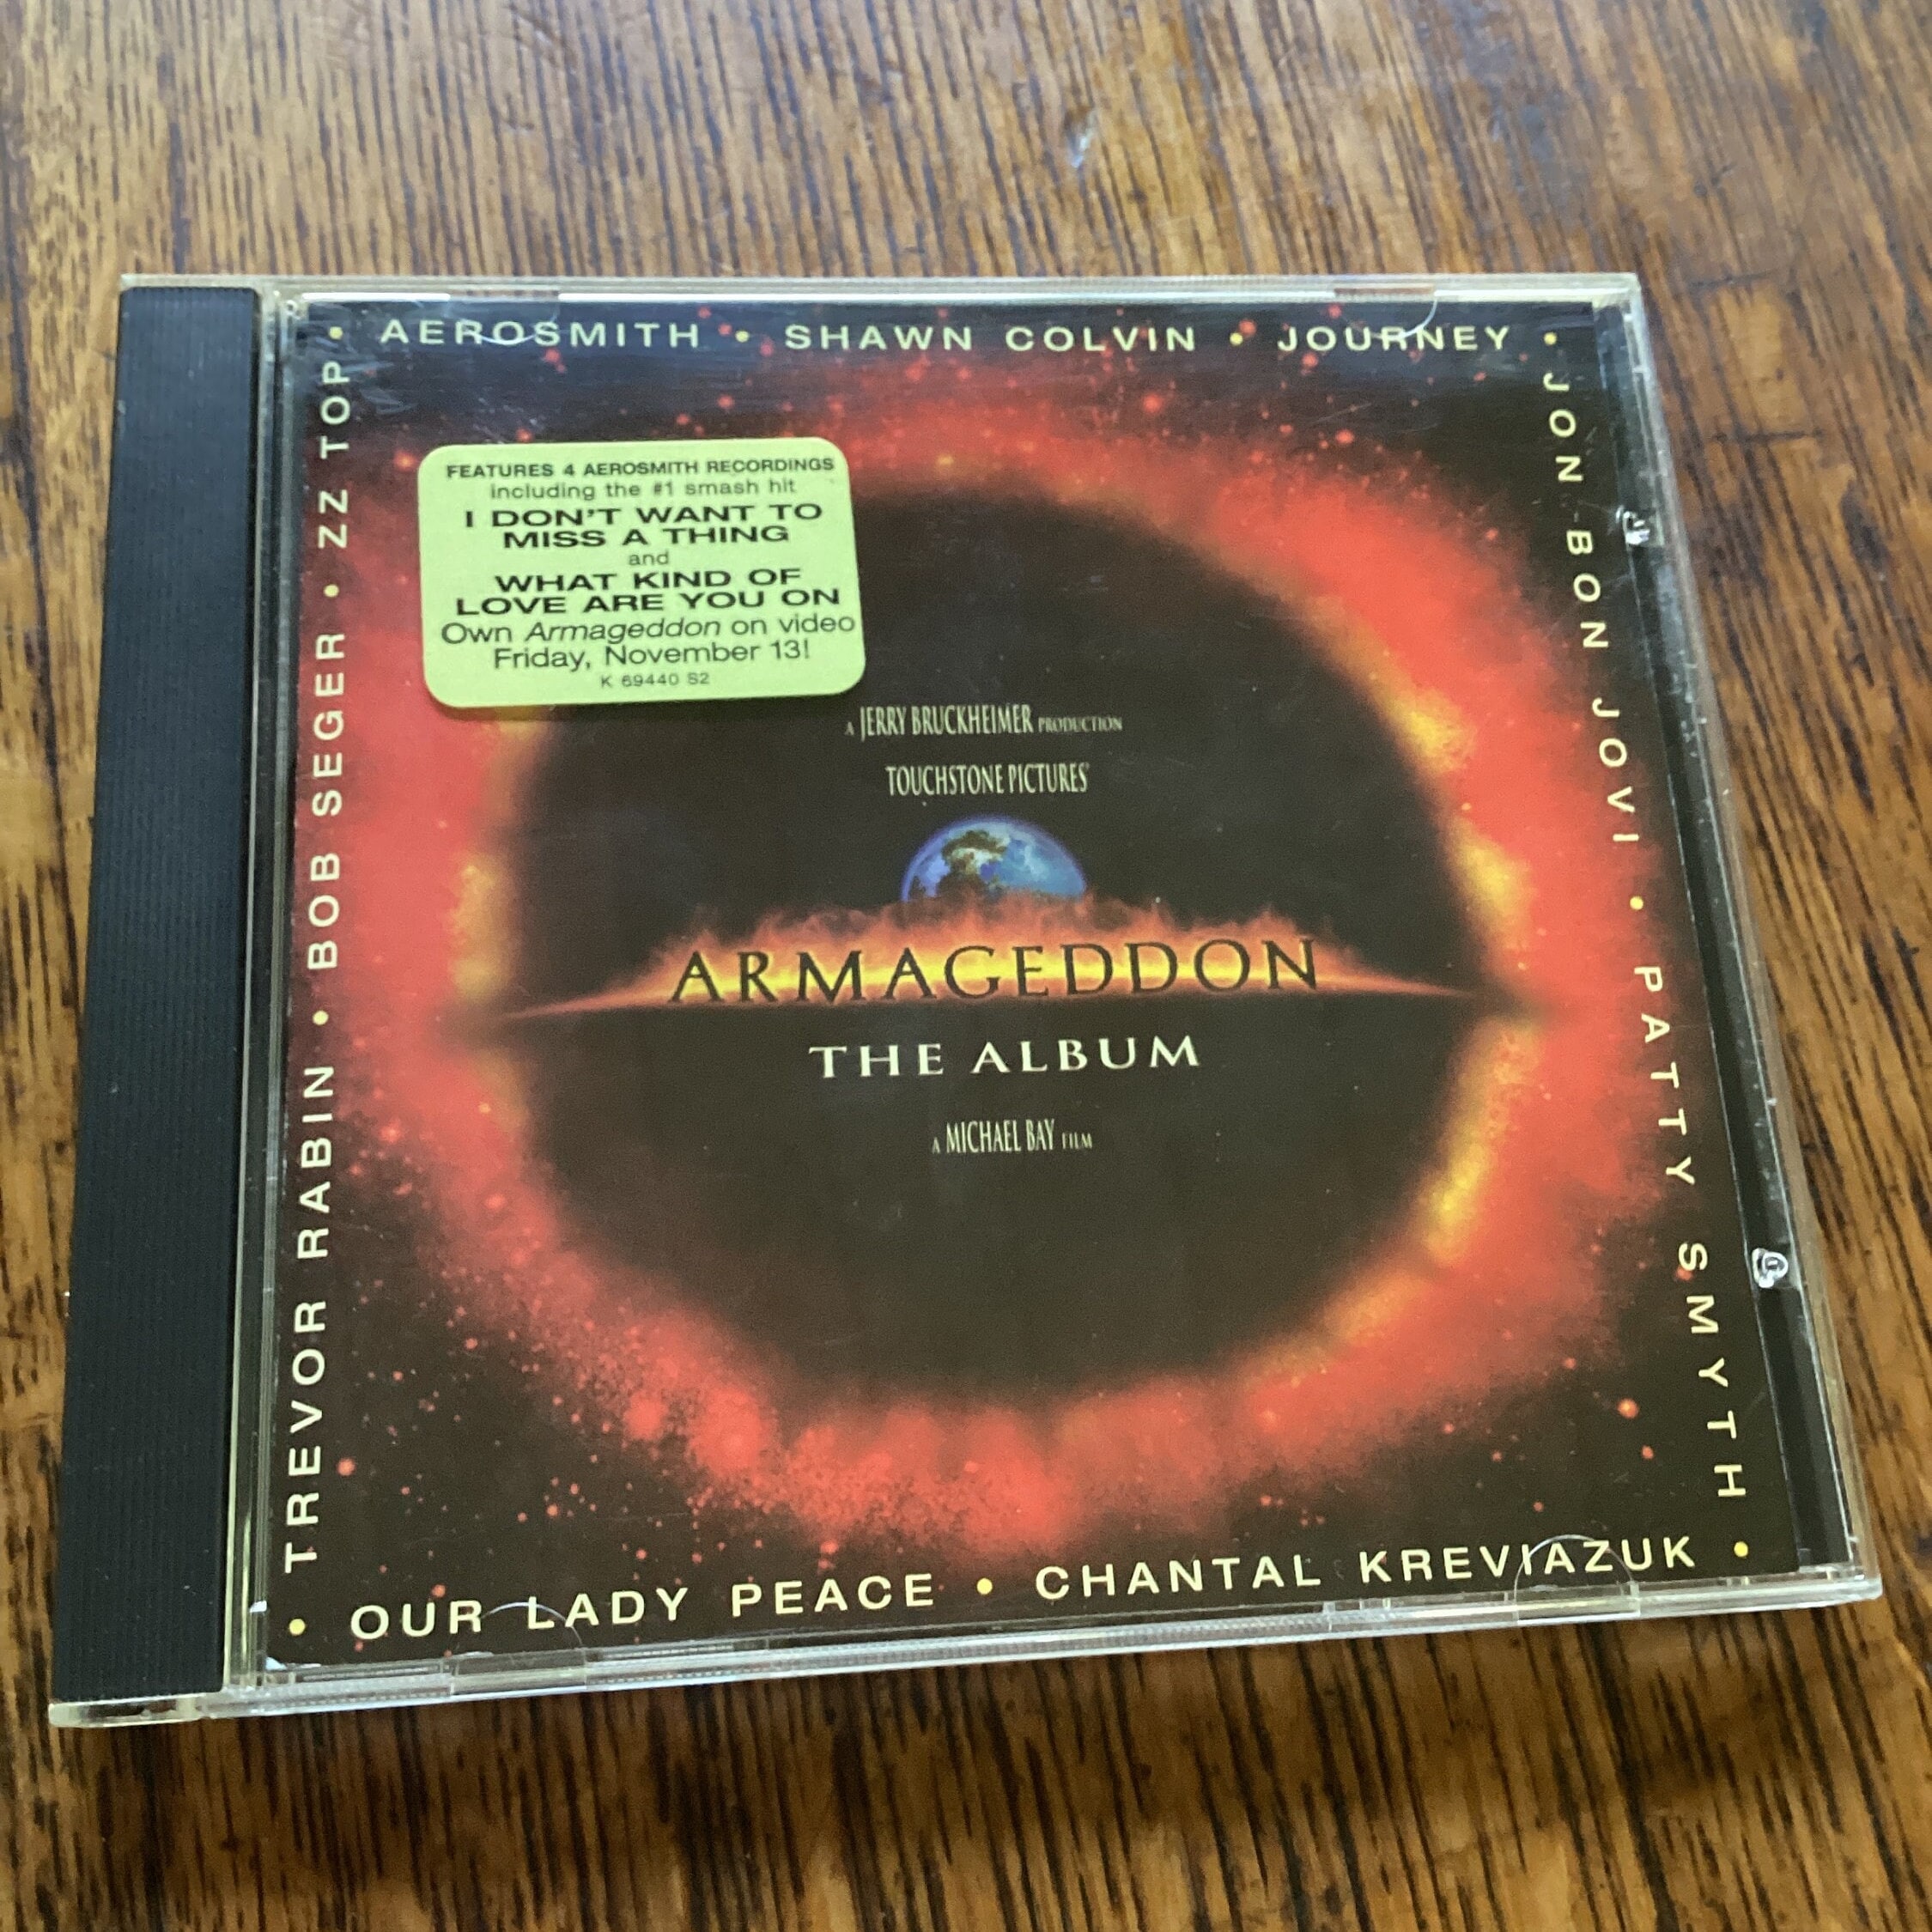 • AEROSMITH • SHAWN COLVIN • JOURNEY •
JON BON JOVI • PATTY SMYTH •
CHANTAL KREVIAZUK
• OUR LADY PEACE •
TREVOR RABIN • BOB SEGER • ZZ TOP
FEATURES 4 AEROSMITH RECORDINGS
including the #1 smash hit
I DON'T WANT TO
MISS A THING
and
WHAT KIND OF
LOVE ARE YOU ON
Own Armageddon on video
Friday, November 13!
K 69440 S2
A JERRY BRUCKHEIMER PRODUCTION
TOUCHSTONE PICTURES
ARMAGEDDON
THE ALBUM
A MICHAEL BAY FILM